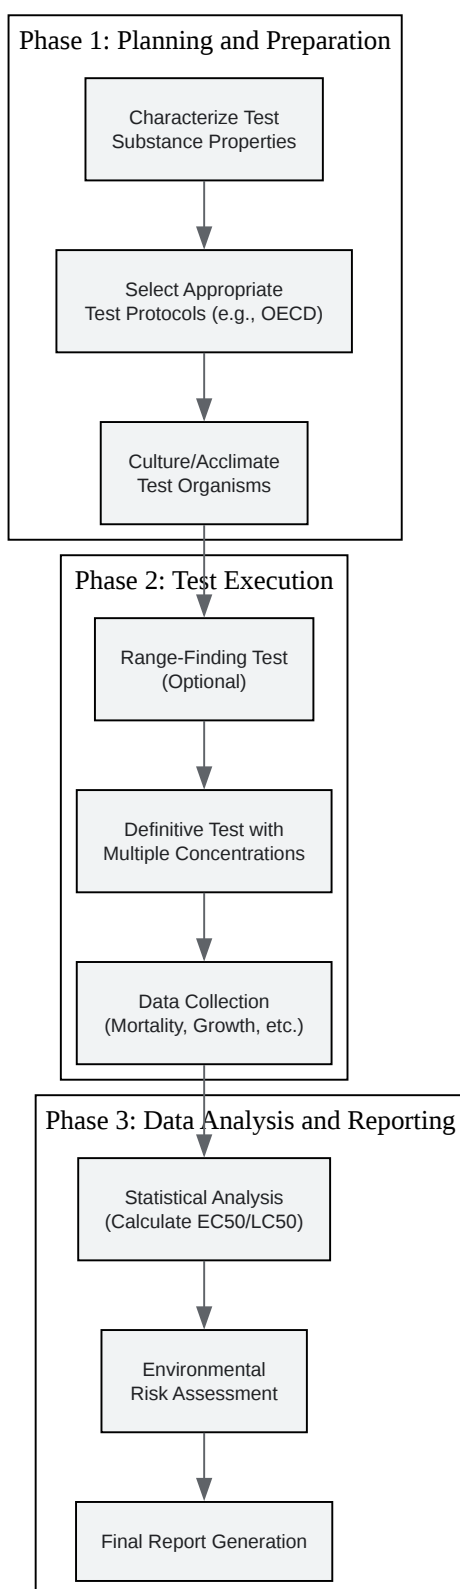 Phase 1: Planning and Preparation
Characterize Test
Substance Properties
Select Appropriate
Test Protocols (e.g., OECD)
Culture/Acclimate
Test Organisms
Phase 2: Test Execution
Range-Finding Test
(Optional)
Definitive Test with
Multiple Concentrations
Data Collection
(Mortality, Growth, etc.)
Phase 3: Data Analysis and Reporting
Statistical Analysis
(Calculate EC50/LC50)
Environmental
Risk Assessment
Final Report Generation